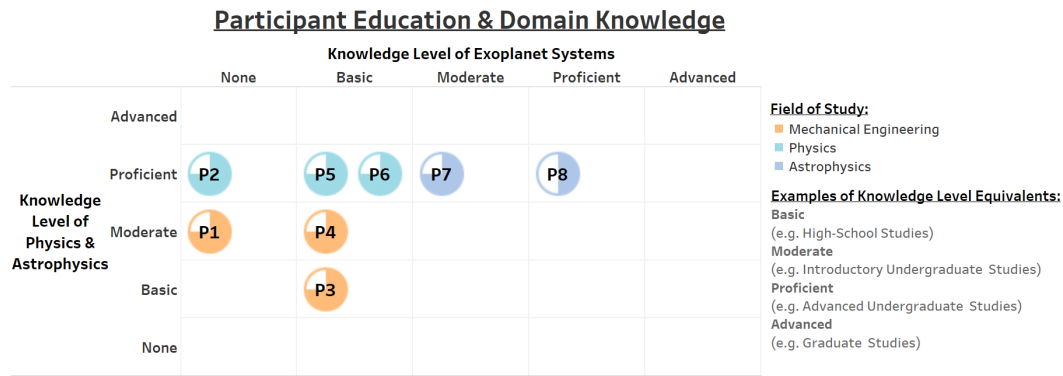 Participant Education & Domain Knowledge
Knowledge Level of Exoplanet Systems
None Basic Moderate Proficient Advanced
Advanced
Proficient P2 P5 P6 P7 P8
Moderate P1 P4
Basic P3
None
Knowledge
Level of
Physics &
Astrophysics
Field of Study:
Mechanical Engineering
Physics
Astrophysics
Examples of Knowledge Level Equivalents:
Basic
(e.g. High-School Studies)
Moderate
(e.g. Introductory Undergraduate Studies)
Proficient
(e.g. Advanced Undergraduate Studies)
Advanced
(e.g. Graduate Studies)